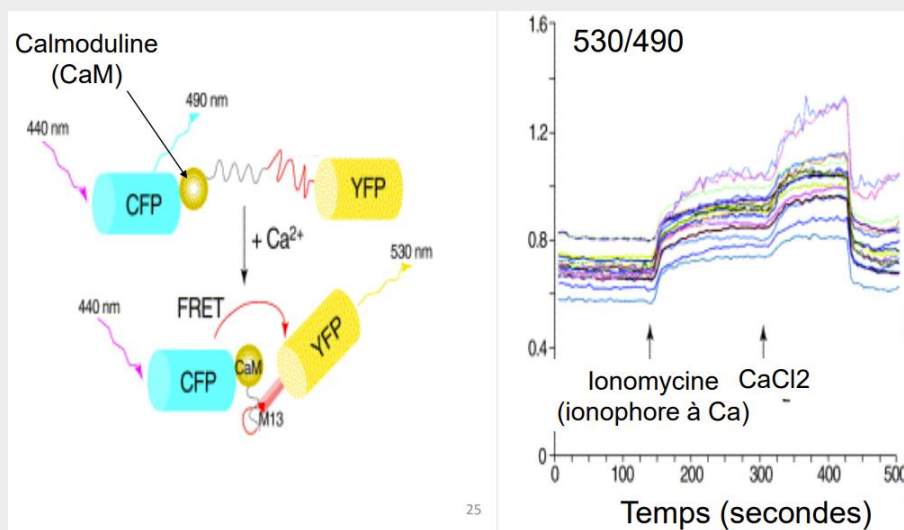 Calmoduline
(CaM)
490 nm
440 nm
CFP
YFP
+ Ca²⁺
530 nm
FRET
440 nm
CFP
CaM
YFP
M13
25
530/490
1.6
1.2
0.8
0.4
0
Ionomycine
(ionophore à Ca)
CaCl2
0 100 200 300 400 500
Temps (secondes)